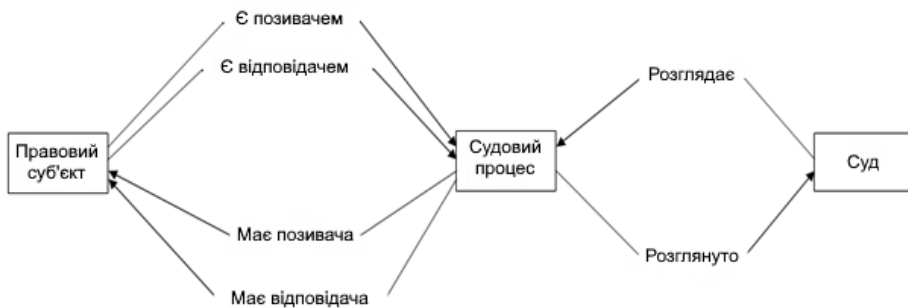 Є позивачем
Є відповідачем
Розглядає
Правовий
суб'єкт
Судовий
процес
Суд
Має позивача
Розглянуто
Має відповідача